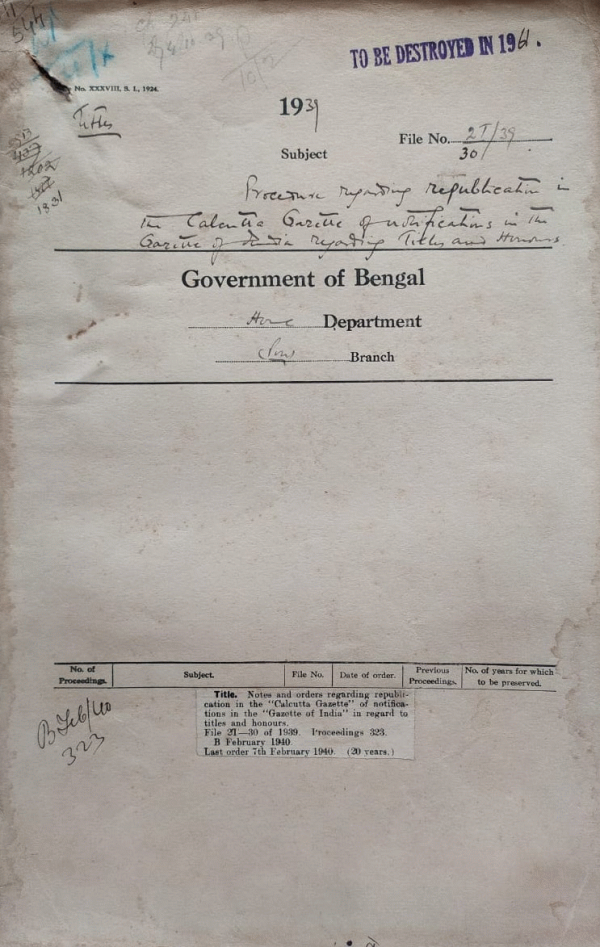 TO BE DESTROYED IN 1961.
No. XXXVIII, S. I., 1924.
Titles
1939
File No. 2T/39
30
Subject
1831
Procedure regarding republication in
the Calcutta Gazette of notifications in the
Gazette of India regarding Titles and Honours
Government of Bengal
Home Department
Branch
No. of Proceedings. Subject. File No. Date of order. Previous Proceedings. No. of years for which to be preserved.
Title. Notes and orders regarding republi-
cation in the "Calcutta Gazette" of notifica-
tions in the "Gazette of India" in regard to
titles and honours.
File 2T—30 of 1939. Proceedings 323.
B February 1940.
Last order 7th February 1940. (20 years.)
B Feb/40
323